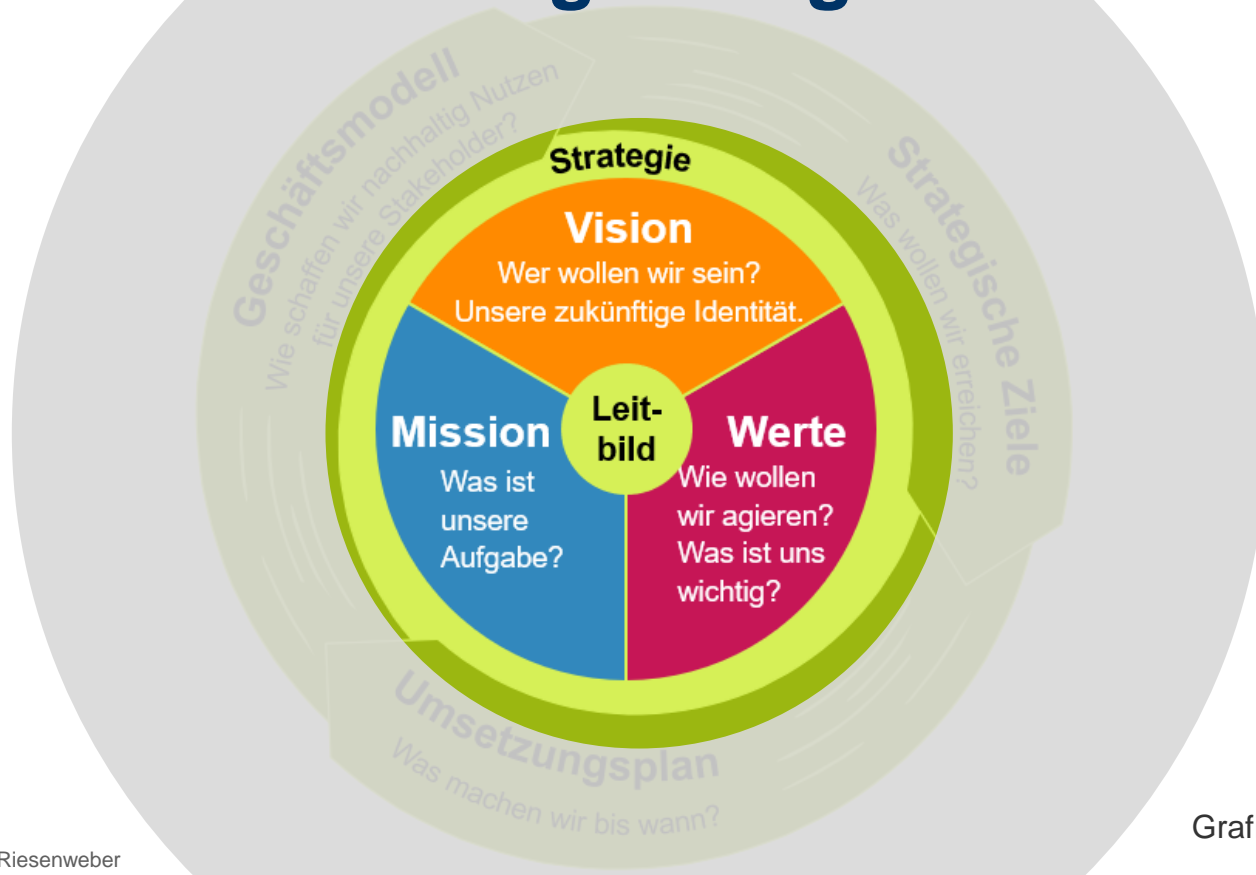 Geschäftsmodell
Wie schaffen wir nachhaltig Nutzen
für unsere Stakeholder?
Strategische Ziele
Was wollen wir erreichen?
Strategie
Vision
Wer wollen wir sein?
Unsere zukünftige Identität.
Leit-
bild
Mission
Was ist
unsere
Aufgabe?
Werte
Wie wollen
wir agieren?
Was ist uns
wichtig?
Umsetzungsplan
Was machen wir bis wann?
Graf
Riesenweber